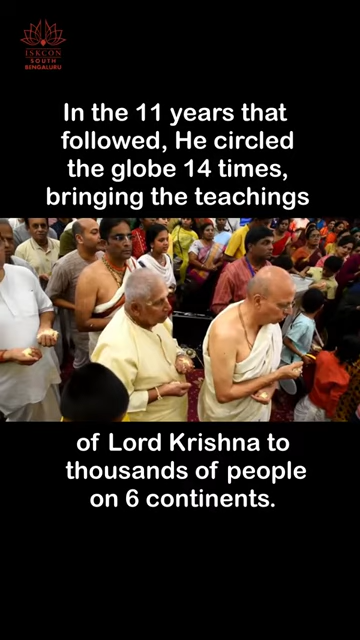 ISKCON
SOUTH
BENGALURU
In the 11 years that
followed, He circled
the globe 14 times,
bringing the teachings
of Lord Krishna to
thousands of people
on 6 continents.